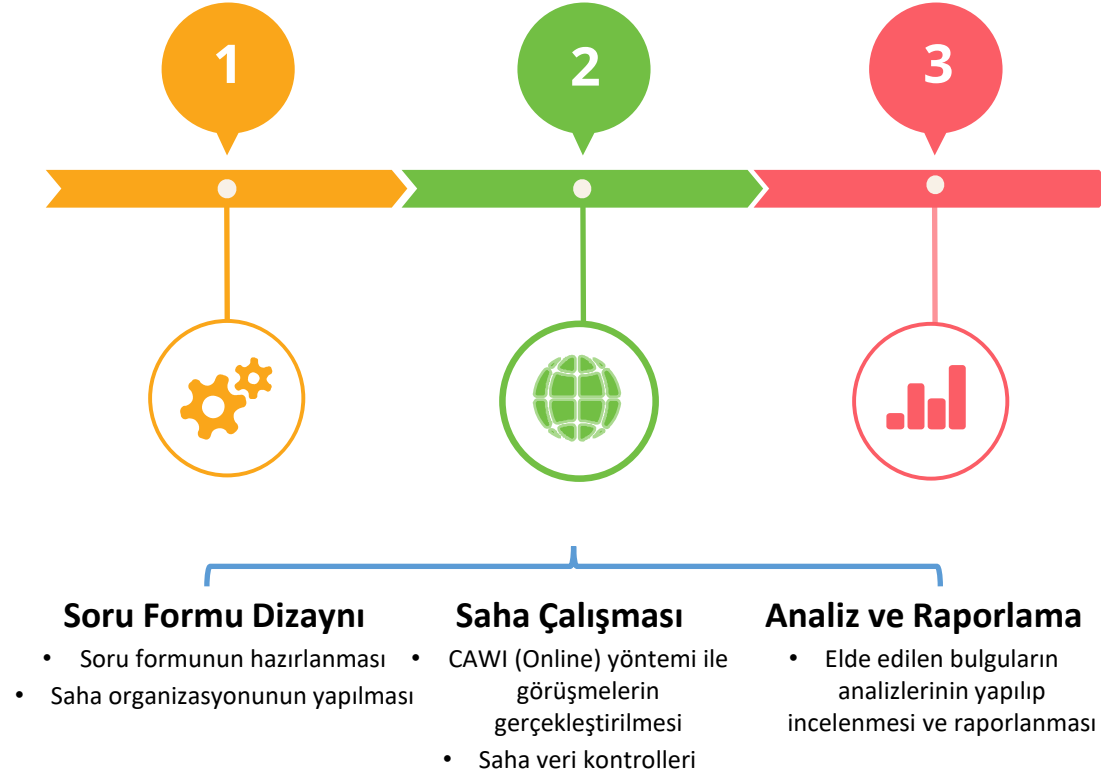 1
2
3
Soru Formu Dizaynı
• Soru formunun hazırlanması
• Saha organizasyonunun yapılması
Saha Çalışması
• CAWI (Online) yöntemi ile
görüşmelerin
gerçekleştirilmesi
• Saha veri kontrolleri
Analiz ve Raporlama
• Elde edilen bulguların
analizlerinin yapılıp
incelenmesi ve raporlanması